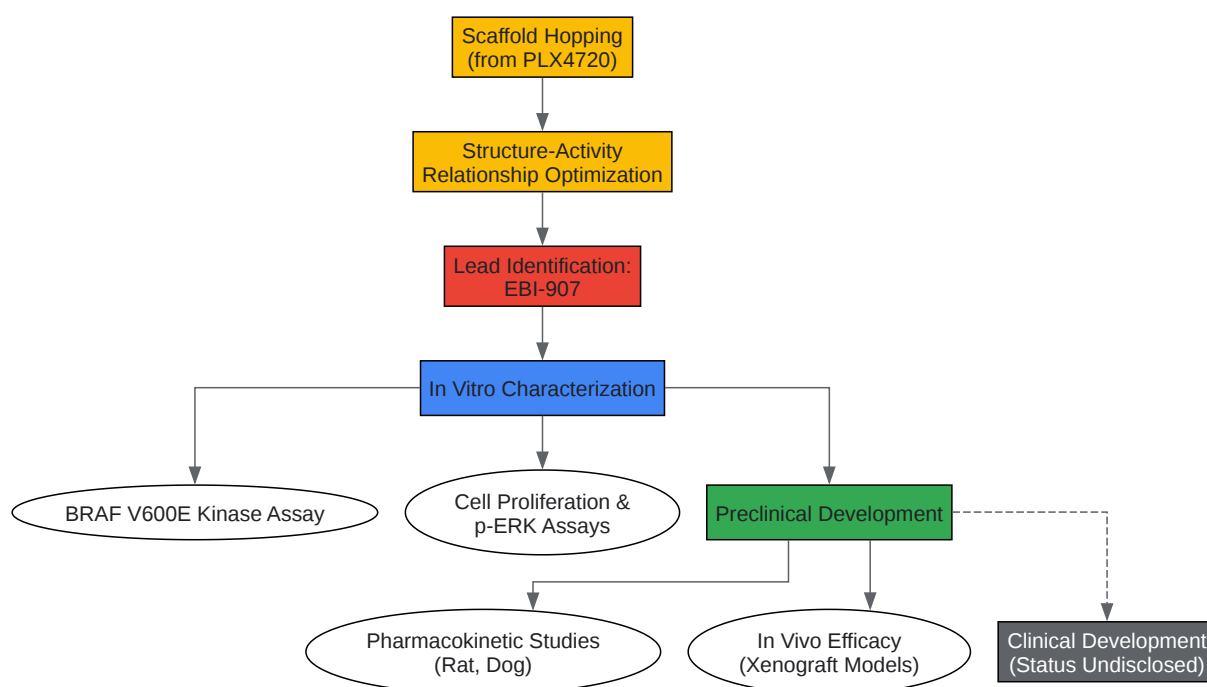 Scaffold Hopping
(from PLX4720)
Structure-Activity
Relationship Optimization
Lead Identification:
EBI-907
In Vitro Characterization
BRAF V600E Kinase Assay
Cell Proliferation &
p-ERK Assays
Preclinical Development
Pharmacokinetic Studies
(Rat, Dog)
In Vivo Efficacy
(Xenograft Models)
Clinical Development
(Status Undisclosed)